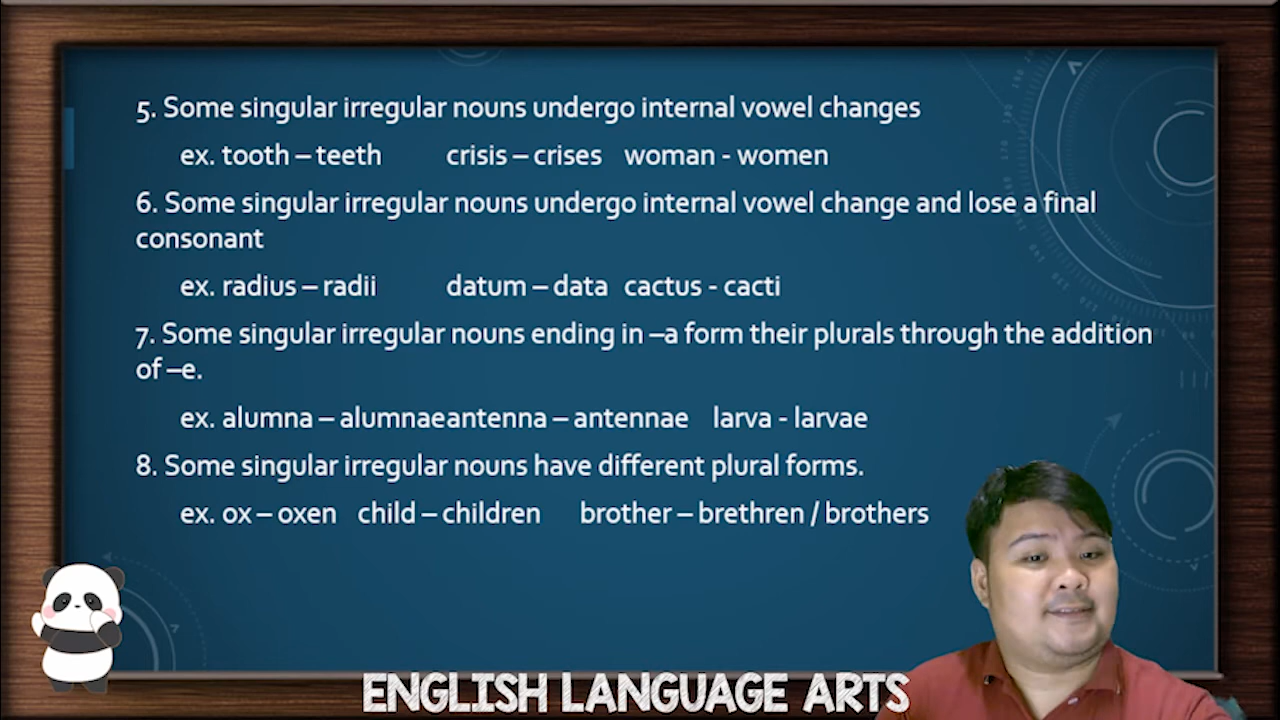 5. Some singular irregular nouns undergo internal vowel changes
ex. tooth – teeth crisis – crises woman - women
6. Some singular irregular nouns undergo internal vowel change and lose a final
consonant
ex. radius – radii datum – data cactus - cacti
7. Some singular irregular nouns ending in –a form their plurals through the addition
of –e.
ex. alumna – alumnaeantenna – antennae larva - larvae
8. Some singular irregular nouns have different plural forms.
ex. ox – oxen child – children brother – brethren / brothers
ENGLISH LANGUAGE ARTS